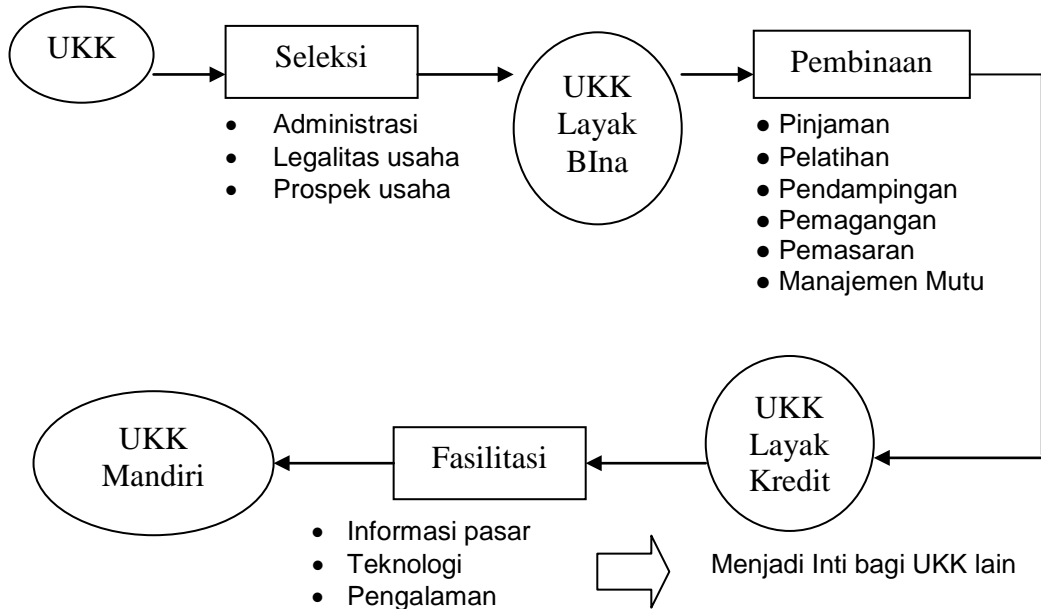 UKK
Seleksi
• Administrasi
• Legalitas usaha
• Prospek usaha
UKK
Layak
BIna
Pembinaan
● Pinjaman
● Pelatihan
● Pendampingan
● Pemagangan
● Pemasaran
● Manajemen Mutu
UKK
Layak
Kredit
Fasilitasi
• Informasi pasar
• Teknologi
• Pengalaman
UKK
Mandiri
Menjadi Inti bagi UKK lain